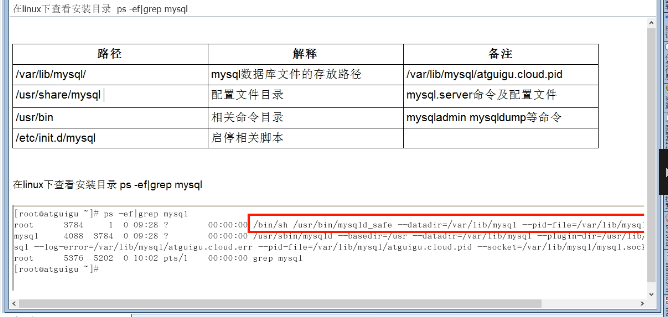 在linux下查看安装目录 ps -ef|grep mysql
路径 解释 备注
/var/lib/mysql/ mysql数据库文件的存放路径 /var/lib/mysql/atguigu.cloud.pid
/usr/share/mysql 配置文件目录 mysql.server命令及配置文件
/usr/bin 相关命令目录 mysqladmin mysqldump等命令
/etc/init.d/mysql 启停相关脚本
在linux下查看安装目录 ps -ef|grep mysql
[root@atguigu ~]# ps -ef|grep mysql
root 3784 1 0 09:28 ? 00:00:00 /bin/sh /usr/bin/mysqld_safe --datadir=/var/lib/mysql --pid-file=/var/lib/mysq
mysql 4088 3784 0 09:28 ? 00:00:00 /usr/sbin/mysqld --basedir=/usr --datadir=/var/lib/mysql --plugin-dir=/usr/lib/
sql --log-error=/var/lib/mysql/atguigu.cloud.err --pid-file=/var/lib/mysql/atguigu.cloud.pid --socket=/var/lib/mysql/mysql.sock
root 5376 5202 0 10:02 pts/1 00:00:00 grep mysql
[root@atguigu ~]#